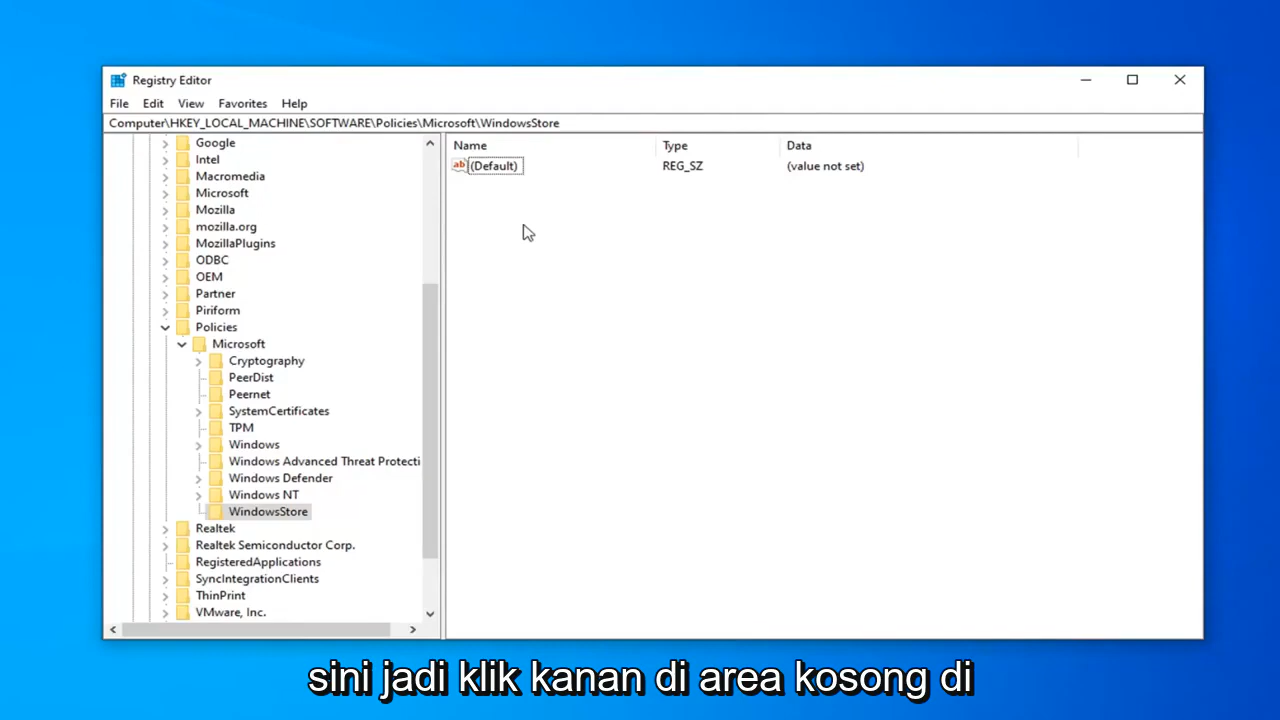 Registry Editor
File Edit View Favorites Help
Computer\HKEY_LOCAL_MACHINE\SOFTWARE\Policies\Microsoft\WindowsStore
Google
Intel
Macromedia
Microsoft
Mozilla
mozilla.org
MozillaPlugins
ODBC
OEM
Partner
Piriform
Policies
Microsoft
Cryptography
PeerDist
Peernet
SystemCertificates
TPM
Windows
Windows Advanced Threat Protecti
Windows Defender
Windows NT
WindowsStore
Realtek
Realtek Semiconductor Corp.
RegisteredApplications
SyncIntegrationClients
ThinPrint
VMware, Inc.
Name Type Data
ab (Default) REG_SZ (value not set)
sini jadi klik kanan di area kosong di